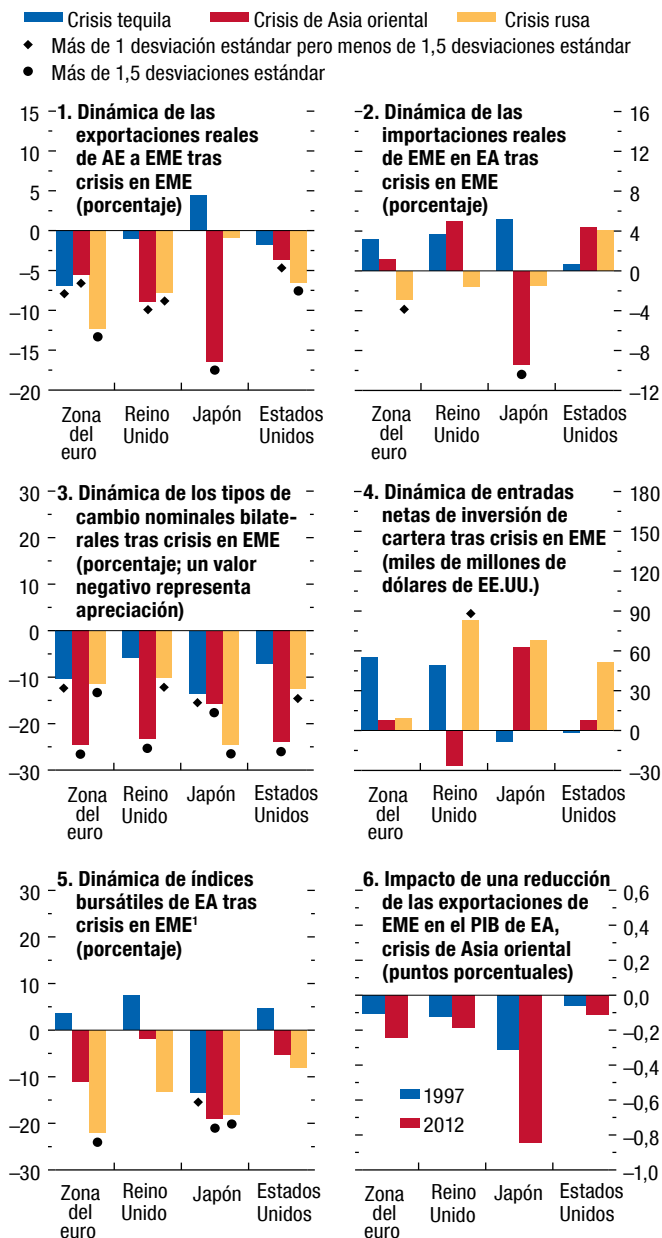 Crisis tequila Crisis de Asia oriental Crisis rusa
Más de 1 desviación estándar pero menos de 1,5 desviaciones estándar
Más de 1,5 desviaciones estándar
1. Dinámica de las
exportaciones reales
de AE a EME tras
crisis en EME
(porcentaje)
15
10
5
0
–5
–10
–15
–20
Zona
del
euro
Reino
Unido
Japón
Estados
Unidos
2. Dinámica de las
importaciones reales
de EME en EA tras
crisis en EME
(porcentaje)
16
12
8
4
0
–4
–8
–12
Zona
del
euro
Reino
Unido
Japón
Estados
Unidos
3. Dinámica de los tipos de
cambio nominales bilate-
rales tras crisis en EME
(porcentaje; un valor
negativo representa
apreciación)
30
20
10
0
–10
–20
–30
Zona
del
euro
Reino
Unido
Japón
Estados
Unidos
4. Dinámica de entradas
netas de inversión de
cartera tras crisis en EME
(miles de millones de
dólares de EE.UU.)
180
150
120
90
60
30
0
–30
Zona
del
euro
Reino
Unido
Japón
Estados
Unidos
5. Dinámica de índices
bursátiles de EA tras
crisis en EME¹
(porcentaje)
30
20
10
0
–10
–20
–30
Zona
del
euro
Reino
Unido
Japón
Estados
Unidos
6. Impacto de una reducción
de las exportaciones de
EME en el PIB de EA,
crisis de Asia oriental
(puntos porcentuales)
0,6
0,4
0,2
0,0
–0,2
–0,4
–0,6
–0,8
–1,0
1997
2012
Zona
del
euro
Reino
Unido
Japón
Estados
Unidos